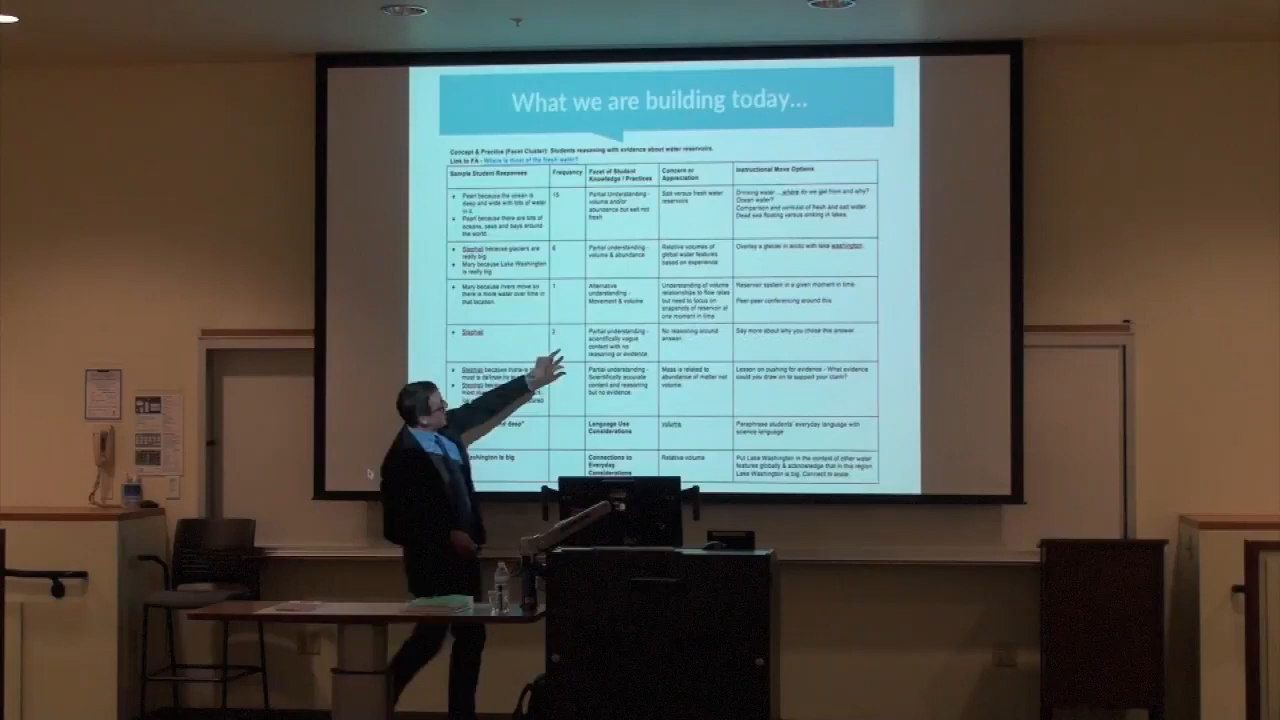 What we are building today...
Concept & Practice (Facet Cluster): Students reasoning with evidence about water reservoirs.
Link to FA - Where is most of the fresh water?
Sample Student Responses
Frequency
Facet of Student
Knowledge / Practices
Concern or
Appreciation
Instructional Move Options
Pearl because the ocean is
deep and wide with lots of water
in it.
Pearl because there are lots of
oceans, seas and bays around
the world.
15
Partial Understanding -
volume and/or
abundance but salt not
fresh
Salt versus fresh water
reservoirs
Drinking water ...where do we get from and why?
Ocean water?
Comparison and contrast of fresh and salt water
Dead sea floating versus sinking in lakes.
because glaciers are
really big
Mary because Lake Washington
is really big
6
Partial understanding -
volume & abundance
Relative volumes of
global water features
based on experience
Overlay a glacier in arctic with lake washington.
Mary because rivers move so
there is more water over time in
that location.
1
Alternative
understanding -
Movement & volume
Understanding of volume
relationships to flow rates
but need to focus on
snapshots of reservoir at
one moment in time
Reservoir system in a given moment in time.
Peer-peer conferencing around this
2
Partial understanding -
scientifically vague
content with no
reasoning or evidence
No reasoning around
answer.
Say more about why you chose this answer
Partial understanding -
Scientifically accurate
content and reasoning
but no evidence.
Mass is related to
abundance of matter not
volume.
Lesson on pushing for evidence - What evidence
could you draw on to support your claim?
deep"
Language Use
Considerations
volume
Paraphrase students' everyday language with
science language
is big
Connections to
Everyday
Considerations
Relative volume
Put Lake Washington in the context of other water
features globally & acknowledge that in this region
Lake Washington is big. Connect to scale.